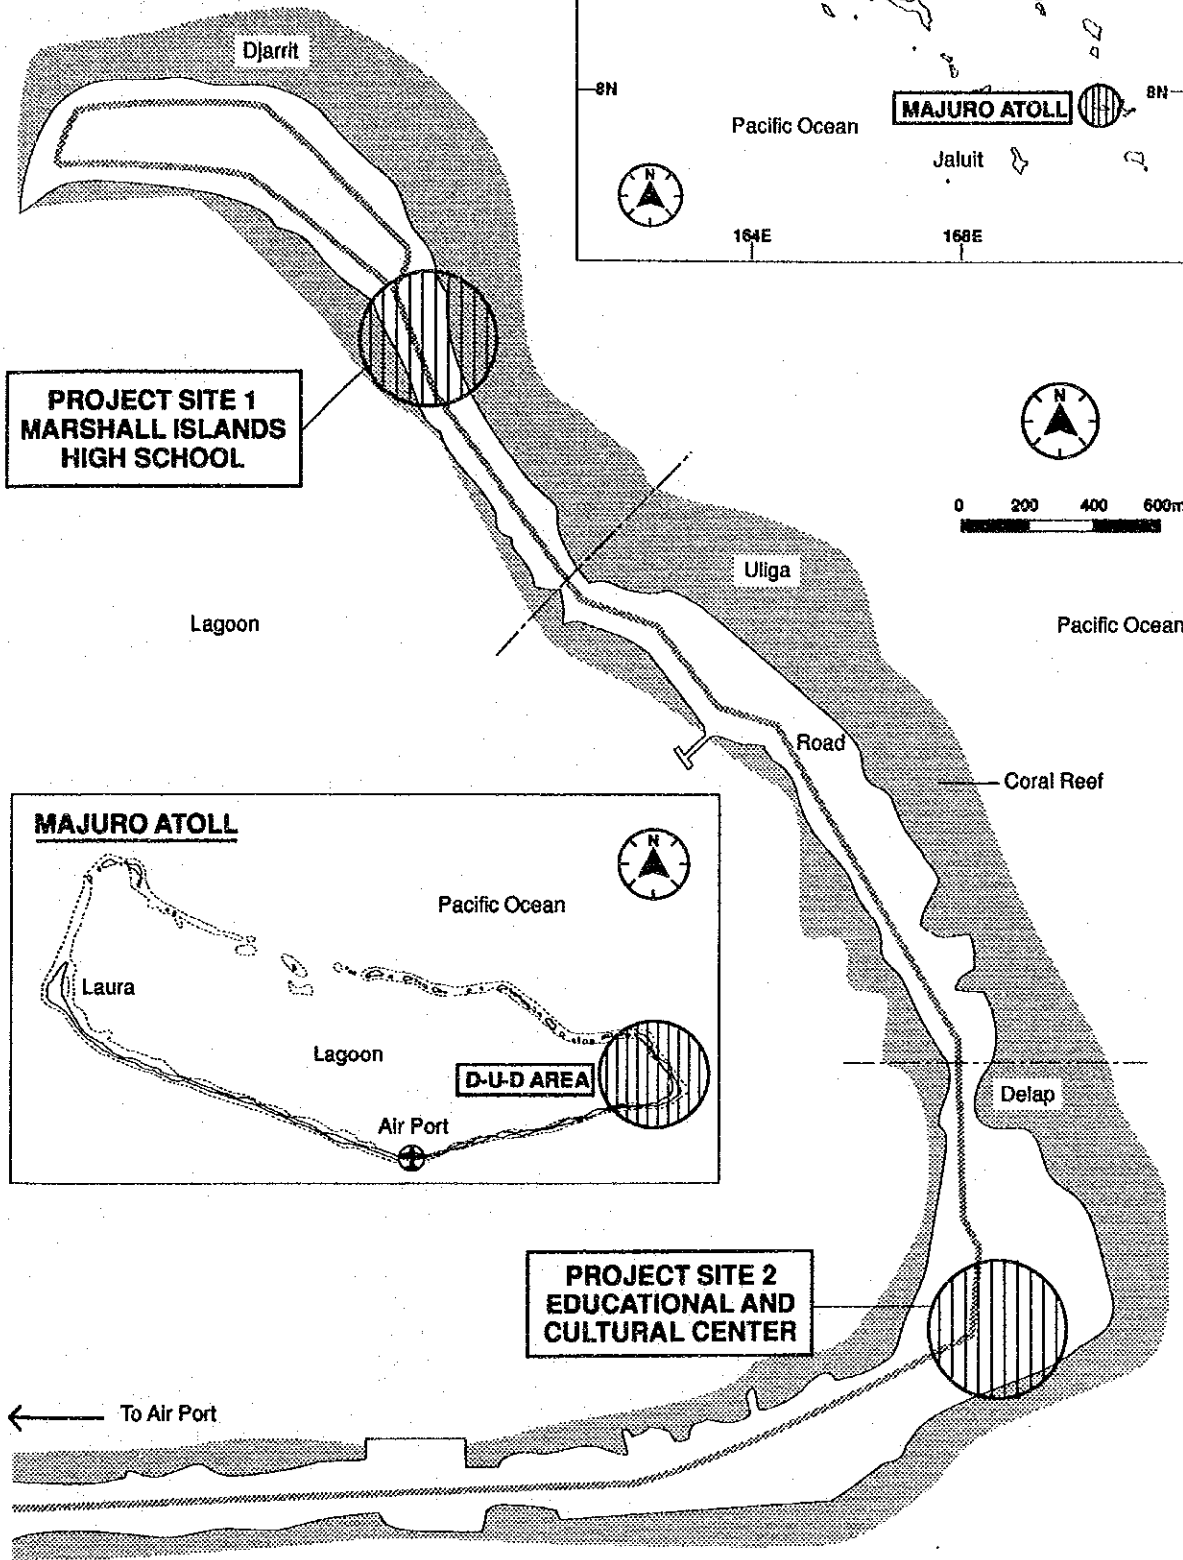 Djarrit
8N
8N
MAJURO ATOLL
Pacific Ocean
Jaluit
N
164E
168E
PROJECT SITE 1
MARSHALL ISLANDS
HIGH SCHOOL
N
0 200 400 600m
Uliga
Lagoon
Pacific Ocean
Road
Coral Reef
MAJURO ATOLL
N
Pacific Ocean
Laura
Lagoon
D-U-D AREA
Air Port
Delap
PROJECT SITE 2
EDUCATIONAL AND
CULTURAL CENTER
To Air Port